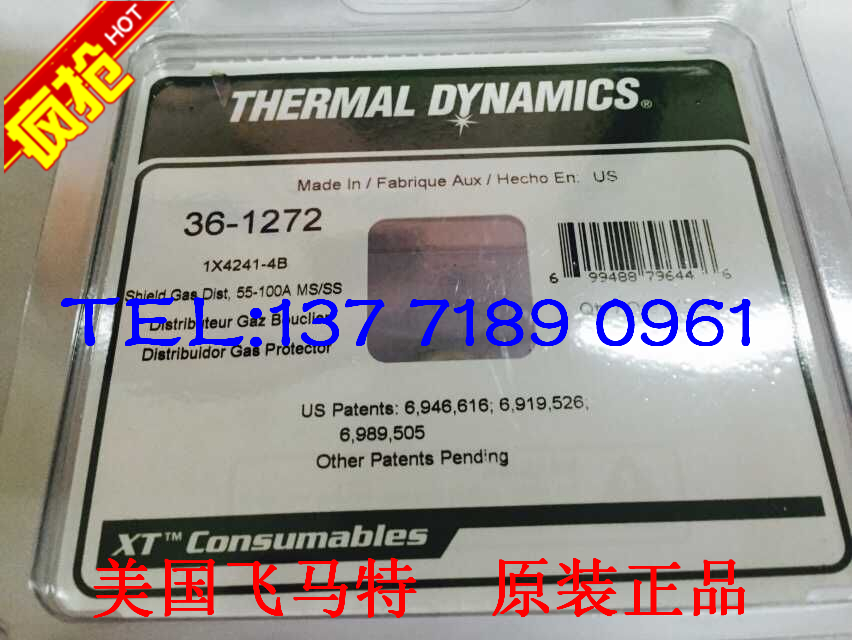 HOT
疯抢
THERMAL DYNAMICS®
Made In / Fabrique Aux / Hecho En: US
36-1272
1X4241-4B
6 99488 79644 6
Shield Gas Dist, 55-100A MS/SS
TEL:137 7189 0961
Distributeur Gaz Bouclier
Distribuidor Gas Protector
US Patents: 6,946,616; 6,919,526;
6,989,505
Other Patents Pending
XT™ Consumables
美国飞马特 原装正品